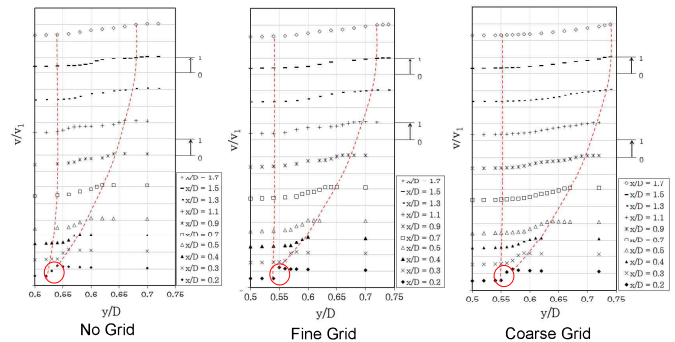 v/v₁
1
0
1
0
x/D = 1.7
x/D = 1.5
x/D = 1.3
x/D = 1.1
x/D = 0.9
x/D = 0.7
x/D = 0.5
x/D = 0.4
x/D = 0.3
x/D = 0.2
0.5 0.55 0.6 0.65 0.7 0.75
y/D
No Grid
v/v₁
1
0
1
0
x/D = 1.7
x/D = 1.5
x/D = 1.3
x/D = 1.1
x/D = 0.9
x/D = 0.7
x/D = 0.5
x/D = 0.4
x/D = 0.3
x/D = 0.2
0.5 0.55 0.6 0.65 0.7 0.75
y/D
Fine Grid
v/v₁
1
0
1
0
x/D = 1.7
x/D = 1.5
x/D = 1.3
x/D = 1.1
x/D = 0.9
x/D = 0.7
x/D = 0.5
x/D = 0.4
x/D = 0.3
x/D = 0.2
0.5 0.55 0.6 0.65 0.7 0.75
y/D
Coarse Grid